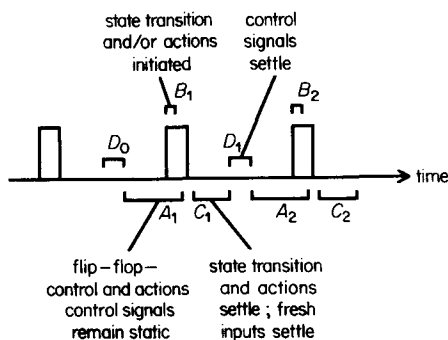 state transition
and/or actions
initiated
control
signals
settle
B1
B2
D0
D1
time
A1
C1
A2
C2
flip-flop-
control and actions
control signals
remain static
state transition
and actions
settle ; fresh
inputs settle